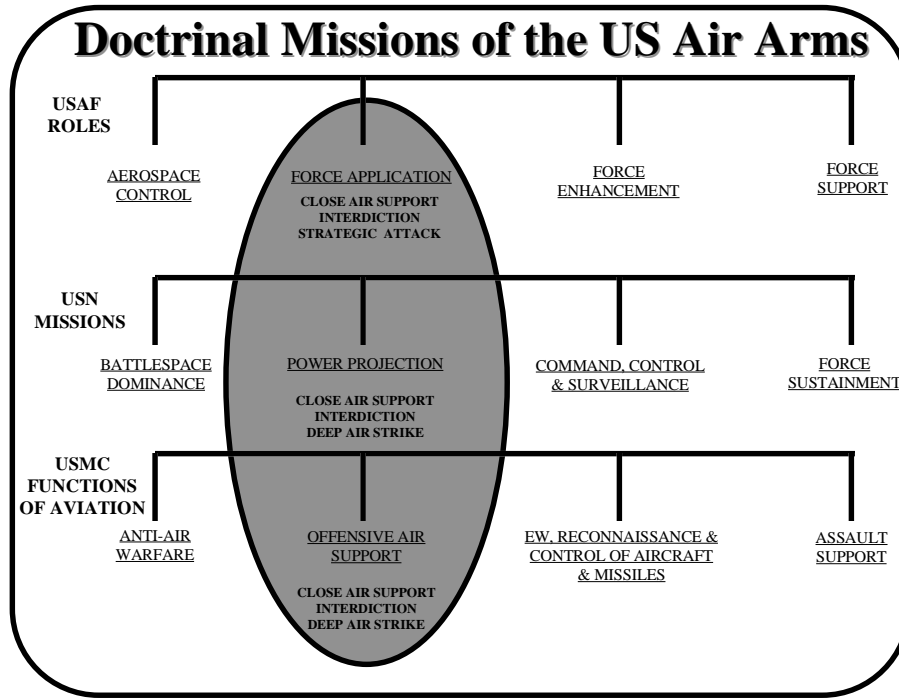 Doctrinal Missions of the US Air Arms
USAF
ROLES
AEROSPACE
CONTROL
FORCE APPLICATION
CLOSE AIR SUPPORT
INTERDICTION
STRATEGIC ATTACK
FORCE
ENHANCEMENT
FORCE
SUPPORT
USN
MISSIONS
BATTLESPACE
DOMINANCE
POWER PROJECTION
CLOSE AIR SUPPORT
INTERDICTION
DEEP AIR STRIKE
COMMAND, CONTROL
& SURVEILLANCE
FORCE
SUSTAINMENT
USMC
FUNCTIONS
OF AVIATION
ANTI-AIR
WARFARE
OFFENSIVE AIR
SUPPORT
CLOSE AIR SUPPORT
INTERDICTION
DEEP AIR STRIKE
EW, RECONNAISSANCE &
CONTROL OF AIRCRAFT
& MISSILES
ASSAULT
SUPPORT